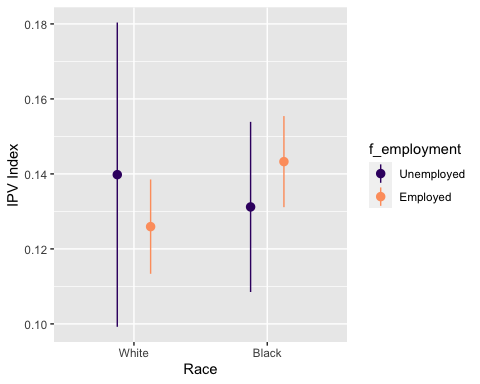 0.18
0.16
0.14
0.12
0.10
IPV Index
White
Black
Race
f_employment
Unemployed
Employed